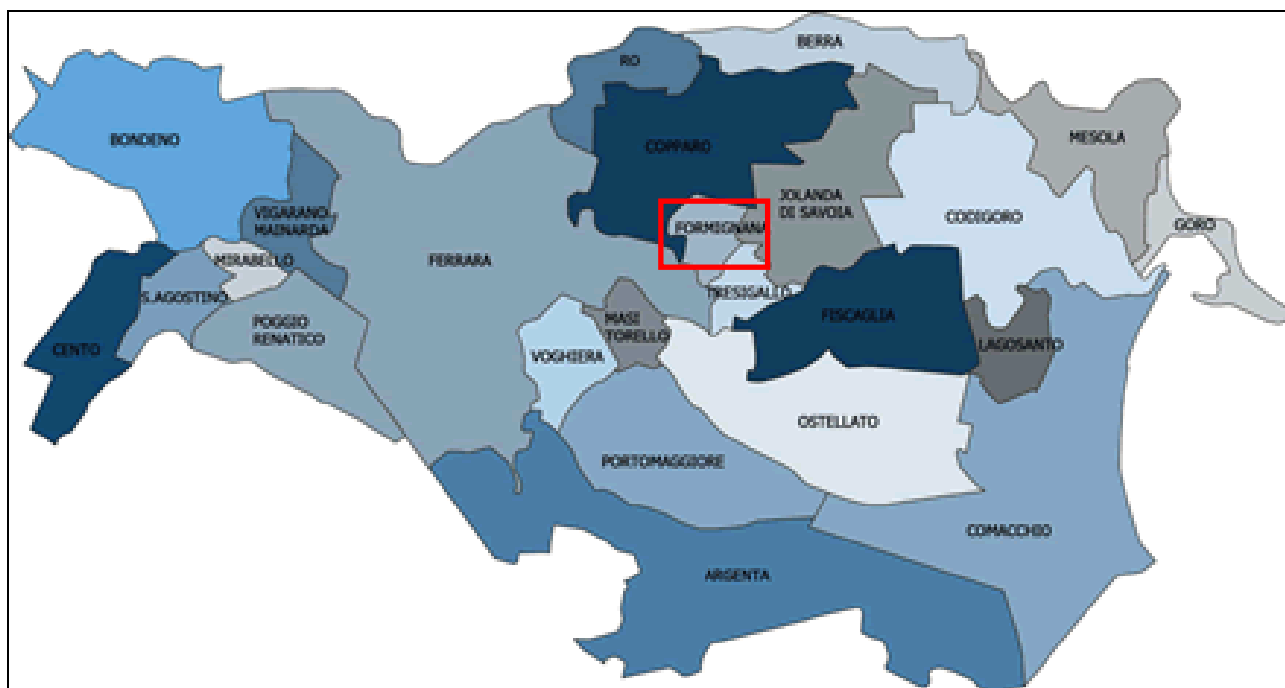 BERRA
RO
BONDENO
MESOLA
COPPARO
JOLANDA
DI SAVOIA
VIGARANO
MAINARDA
CODIGORO
GORO
FORMIGNANA
MIRABELLO
FERRARA
TRESIGALLO
S.AGOSTINO
FISCAGLIA
POGGIO
RENATICO
MASI
TORELLO
CENTO
VOGHIERA
LAGOSANTO
OSTELLATO
PORTOMAGGIORE
COMACCHIO
ARGENTA